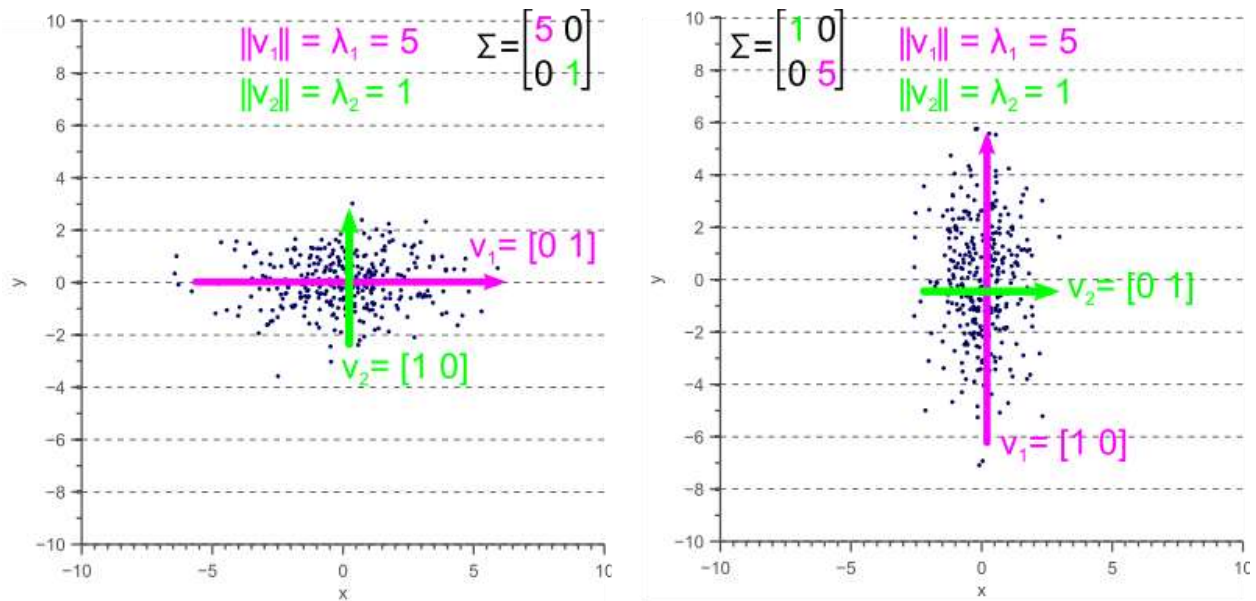 ‖v₁‖ = λ₁ = 5
‖v₂‖ = λ₂ = 1
Σ= [5 0
0 1]
10
8
6
4
2
0
−2
−4
−6
−8
−10
y
v₁= [0 1]
v₂= [1 0]
−10 −5 0 5 10
x
Σ= [1 0
0 5]
‖v₁‖ = λ₁ = 5
‖v₂‖ = λ₂ = 1
10
8
6
4
2
0
−2
−4
−6
−8
−10
y
v₂= [0 1]
v₁= [1 0]
−10 −5 0 5 10
x